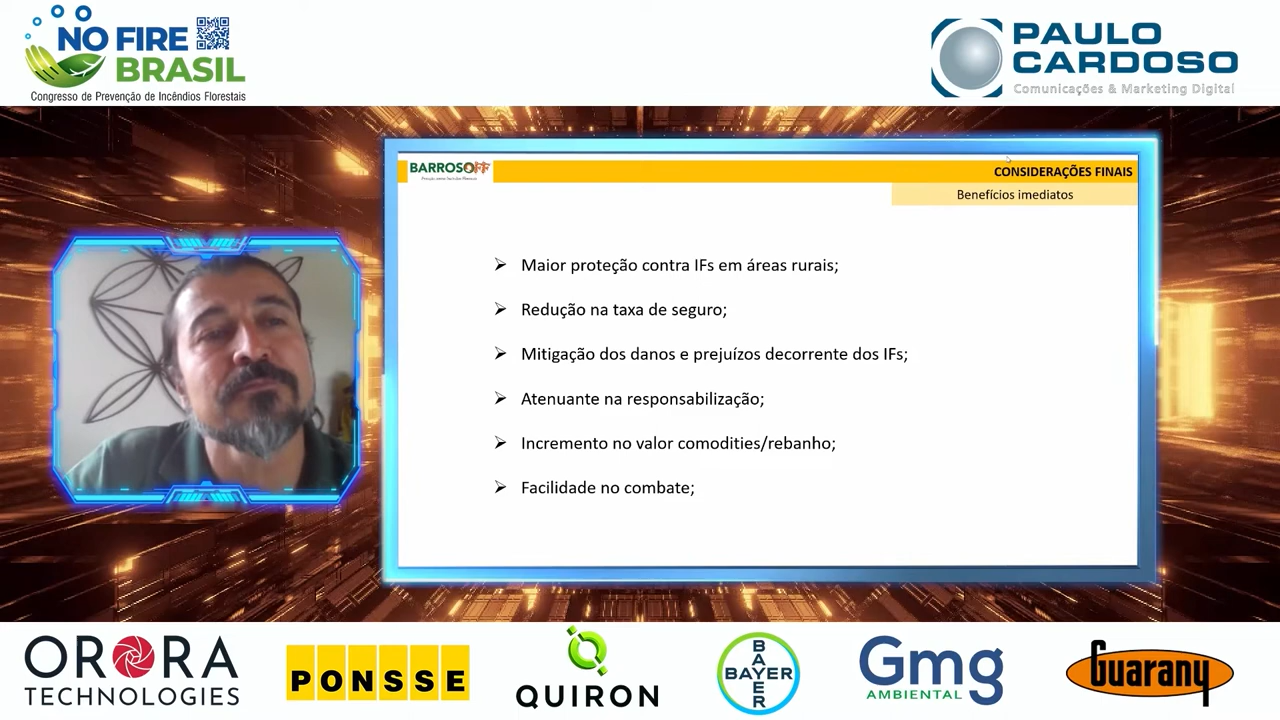 NO FIRE
BRASIL
Congresso de Prevenção de Incêndios Florestais
PAULO
CARDOSO
Comunicações & Marketing Digital
BARROSOFF
CONSIDERAÇÕES FINAIS
Benefícios imediatos
Maior proteção contra IFs em áreas rurais;
Redução na taxa de seguro;
Mitigação dos danos e prejuízos decorrente dos IFs;
Atenuante na responsabilização;
Incremento no valor comodities/rebanho;
Facilidade no combate;
ORORA
TECHNOLOGIES
PONSSE
QUIRON
BAYER
BAYER
Gmg
AMBIENTAL
Guarany